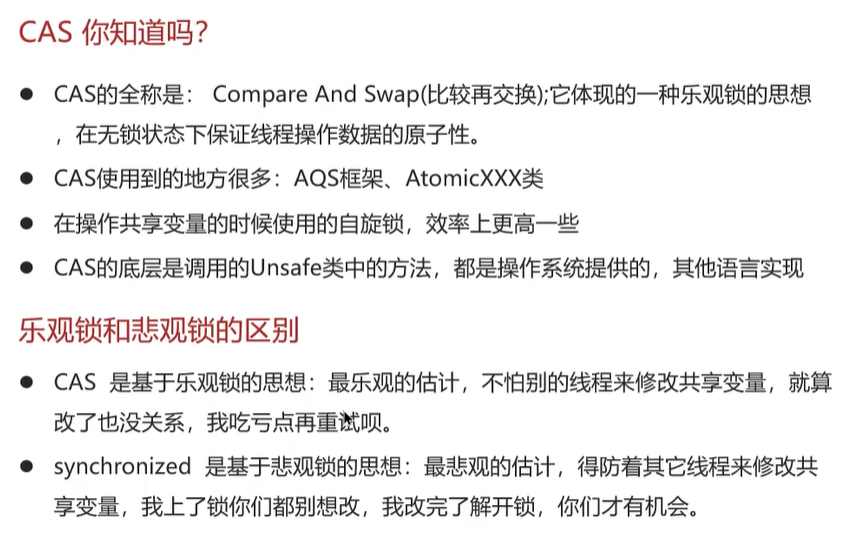 CAS 你知道吗?
● CAS的全称是： Compare And Swap(比较再交换);它体现的一种乐观锁的思想
，在无锁状态下保证线程操作数据的原子性。
● CAS使用到的地方很多：AQS框架、AtomicXXX类
● 在操作共享变量的时候使用的自旋锁，效率上更高一些
● CAS的底层是调用的Unsafe类中的方法，都是操作系统提供的，其他语言实现
乐观锁和悲观锁的区别
● CAS 是基于乐观锁的思想：最乐观的估计，不怕别的线程来修改共享变量，就算
改了也没关系，我吃亏点再重试呗。
● synchronized 是基于悲观锁的思想：最悲观的估计，得防着其它线程来修改共
享变量，我上了锁你们都别想改，我改完了解开锁，你们才有机会。